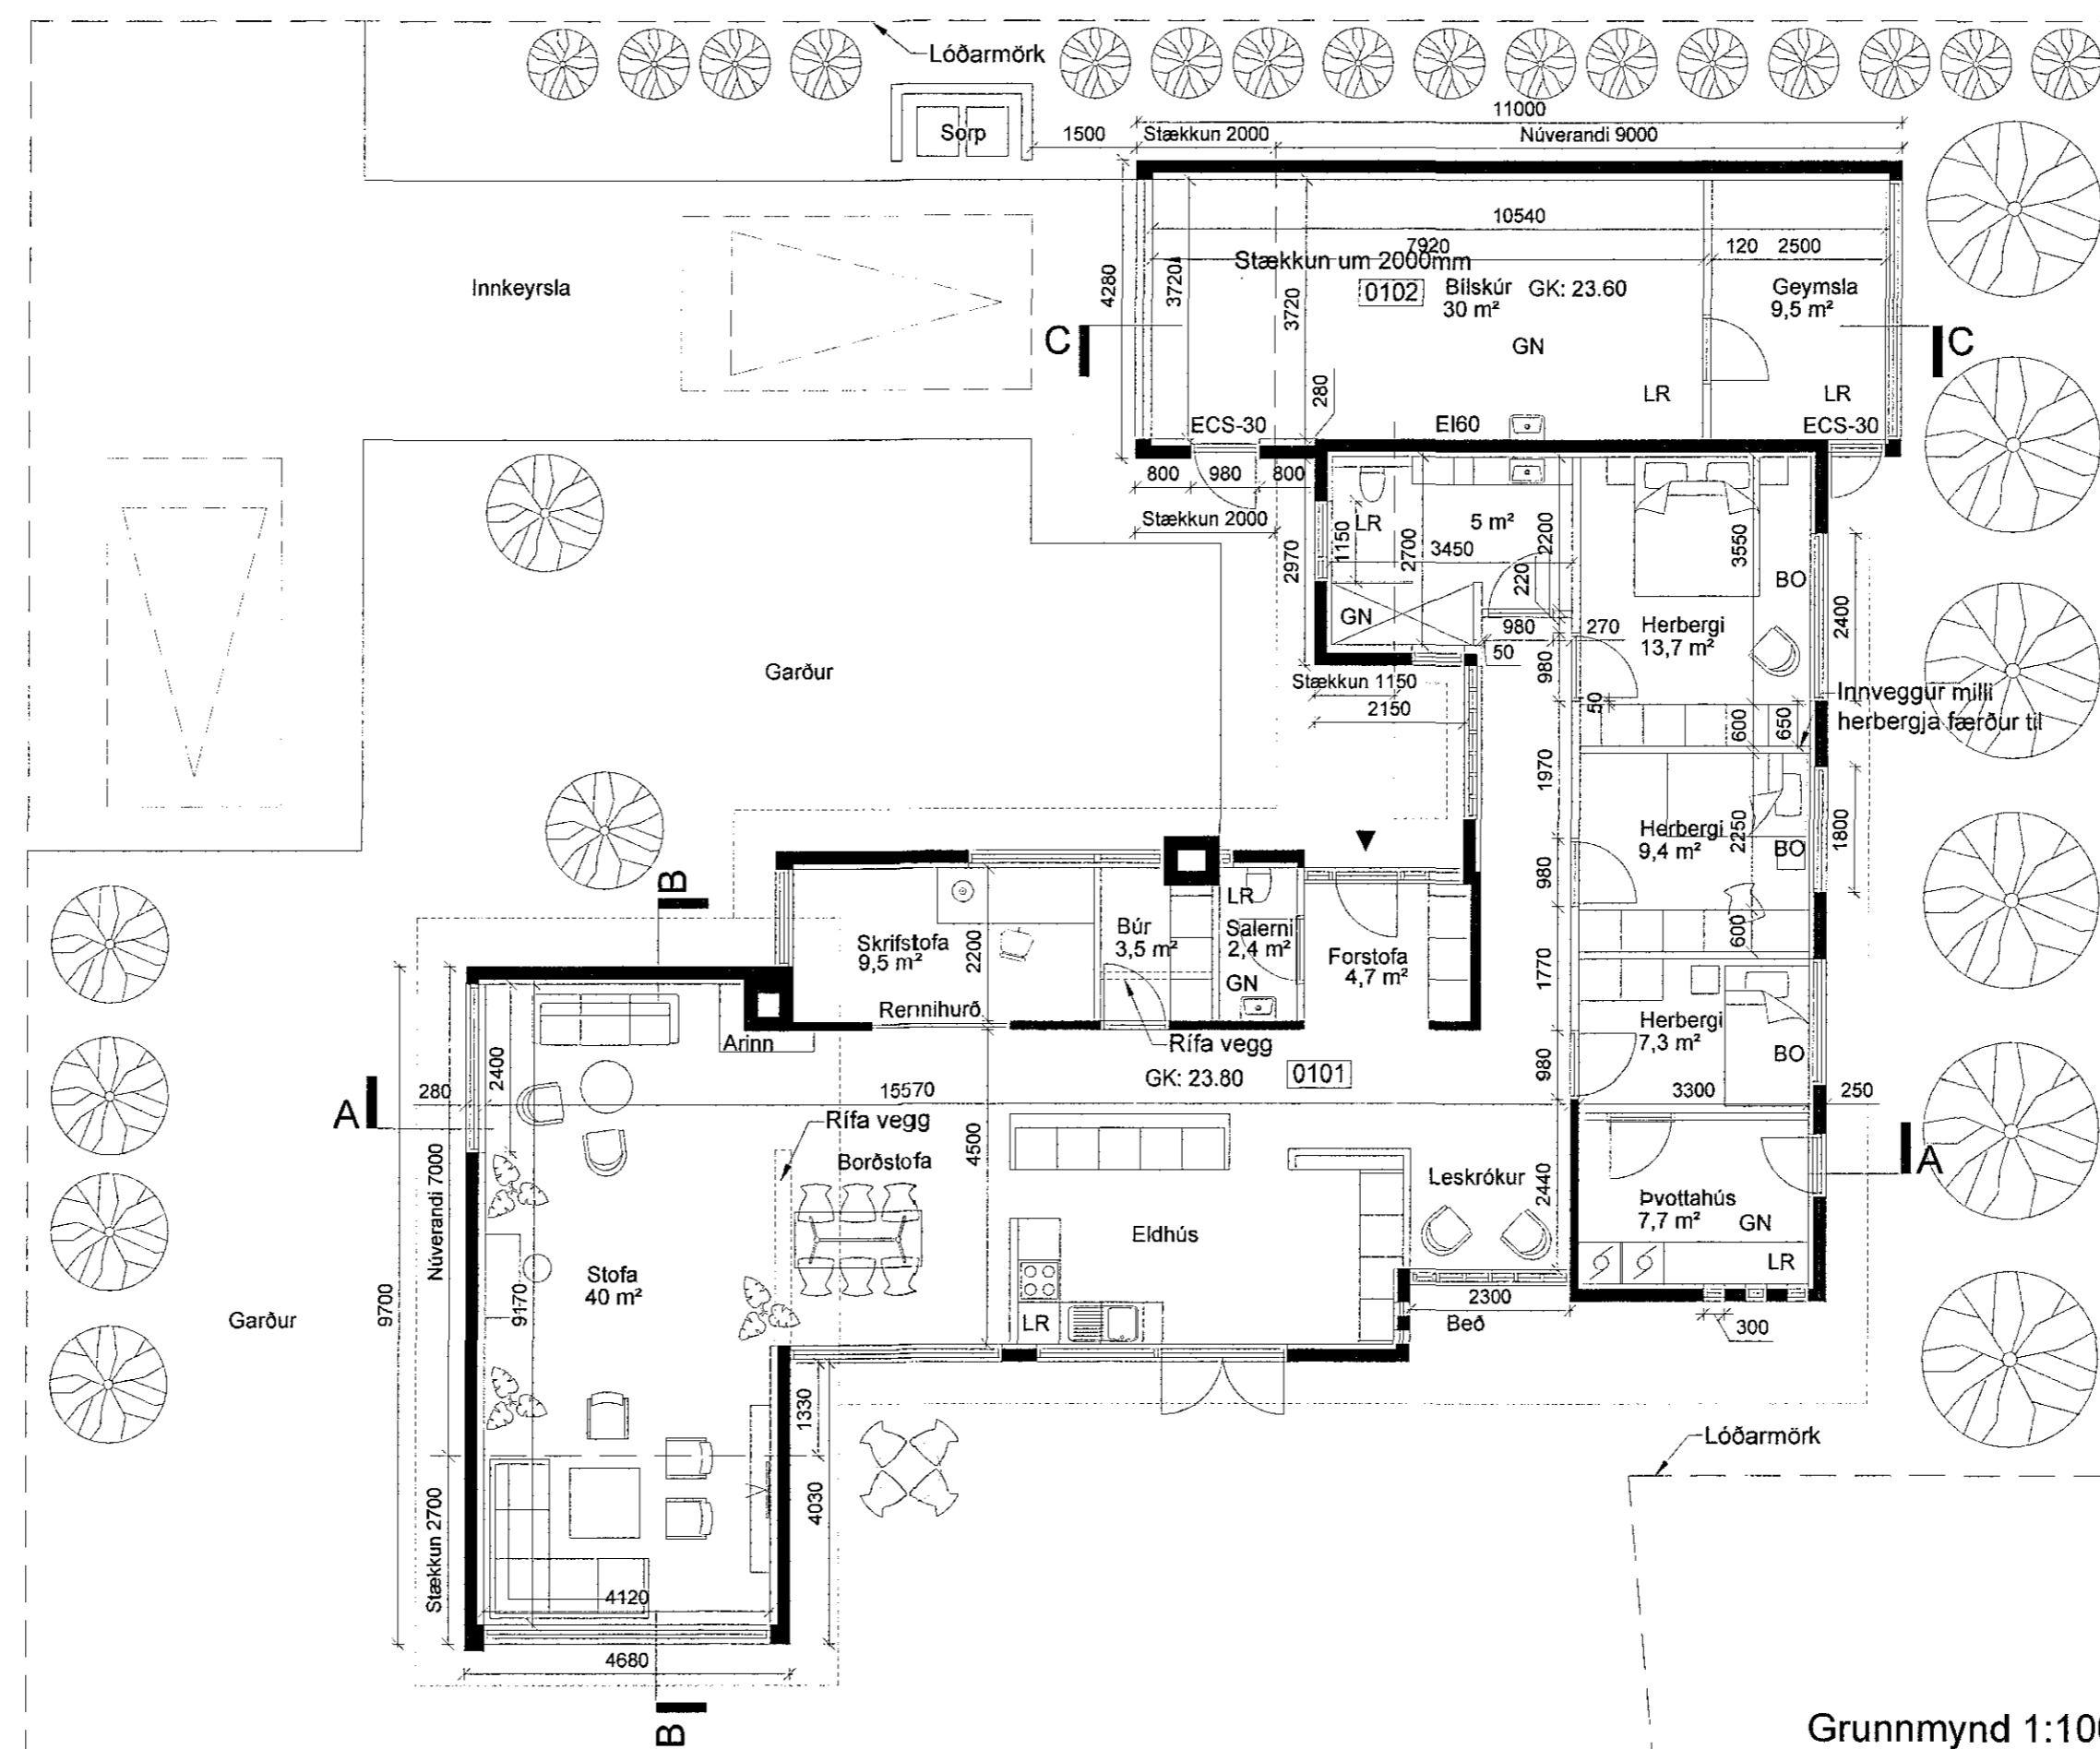 Lóðarmörk
11000
Sorp
1500
Stækkun 2000
Núverandi 9000
10540
7920
120
2500
Stækkun um 2000mm
0102
Bílskúr
30 m²
GK: 23.60
Geymsla
9,5 m²
Innkeyrsla
4280
3720
3720
C
C
GN
280
LR
LR
ECS-30
EI60
ECS-30
800
980
800
Stækkun 2000
LR
5 m²
1150
2700
3450
2200
220
3550
BO
2970
GN
980
50
270
980
Herbergi
13,7 m²
2400
Garður
Stækkun 1150
2150
50
600
650
Innveggur milli
herbergja færður til
1970
Herbergi
9,4 m²
2250
BO
1800
980
B
Skrifstofa
9,5 m²
2200
Búr
3,5 m²
LR
Salerni
2,4 m²
GN
Forstofa
4,7 m²
600
1770
Rennihurð
Arinn
Rífa vegg
Herbergi
7,3 m²
BO
GK: 23.80
0101
980
2400
280
15570
3300
250
A
Rífa vegg
4500
Borðstofa
Leskrókur
2440
A
Núverandi 7000
Þvottahús
7,7 m²
GN
LR
Eldhús
Stofa
40 m²
9170
9700
Garður
LR
2300
Beð
300
1330
4030
Lóðarmörk
Stækkun 2700
4120
4680
B
Grunnmynd 1:100